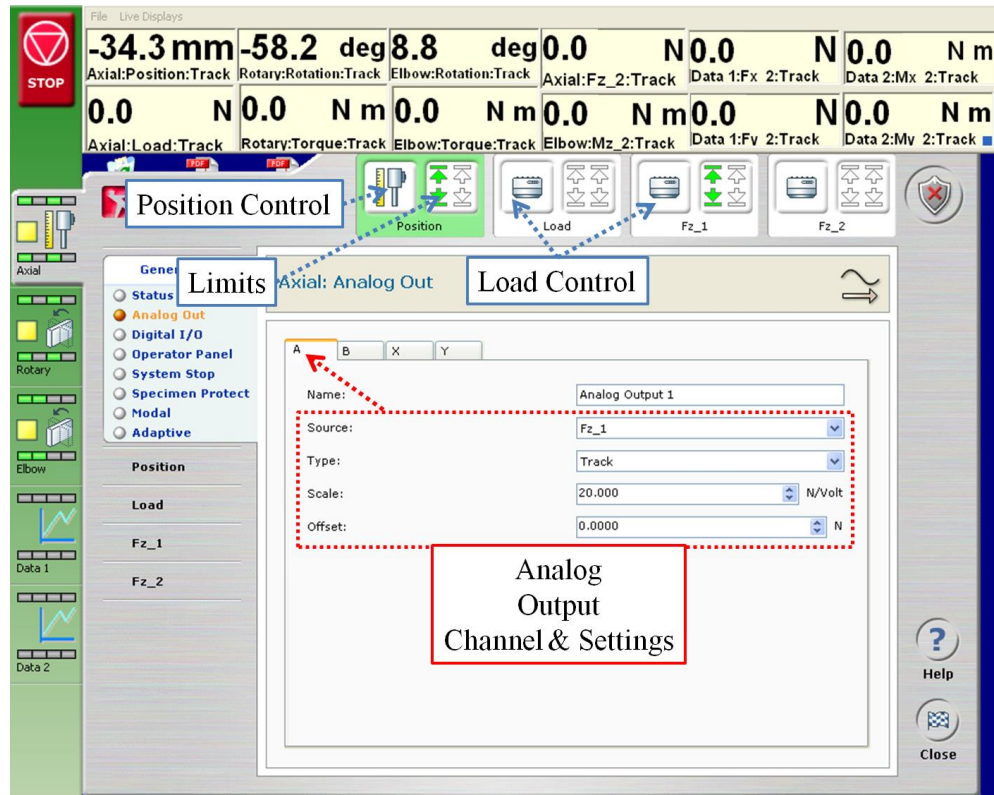 File Live Displays
STOP
-34.3 mm -58.2 deg 8.8 deg 0.0 N 0.0 N 0.0 N m
Axial:Position:Track Rotary:Rotation:Track Elbow:Rotation:Track Axial:Fz_2:Track Data 1:Fx 2:Track Data 2:Mx 2:Track
0.0 N 0.0 N m 0.0 N m 0.0 N m 0.0 N 0.0 N m
Axial:Load:Track Rotary:Torque:Track Elbow:Torque:Track Elbow:Mz_2:Track Data 1:Fy 2:Track Data 2:My 2:Track
PDF PDF
Position Control
Position Load Fz_1 Fz_2
Limits
Load Control
Axial
Rotary
Elbow
Data 1
Data 2
Gene
Status
Analog Out
Digital I/O
Operator Panel
System Stop
Specimen Protect
Modal
Adaptive
Position
Load
Fz_1
Fz_2
Axial: Analog Out
A B X Y
Name: Analog Output 1
Source: Fz_1
Type: Track
Scale: 20.000 N/Volt
Offset: 0.0000 N
Analog
Output
Channel & Settings
?
Help
Close